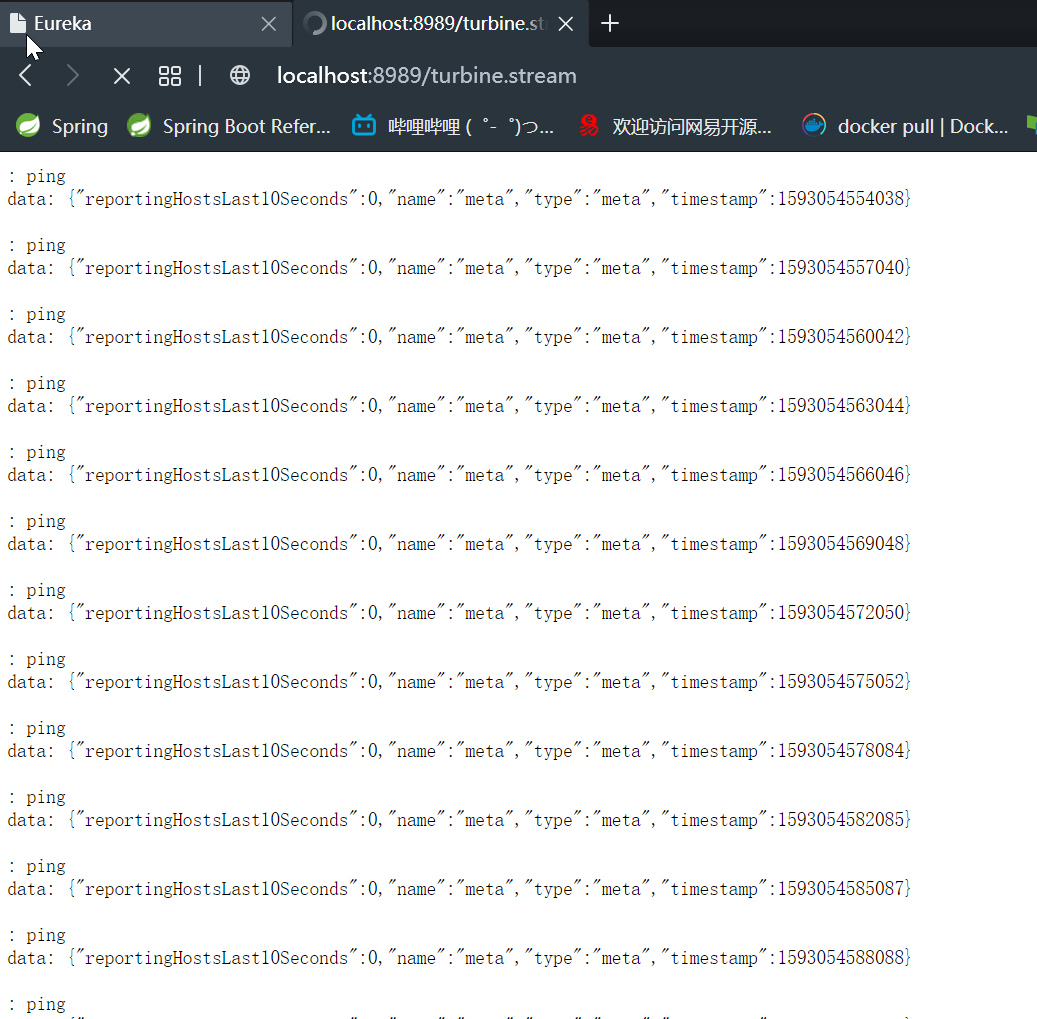 Eureka
localhost:8989/turbine.st
localhost:8989/turbine.stream
Spring Spring Boot Refer... 哔哩哔哩 ( ゜- ゜)つ... 欢迎访问网易开源... docker pull | Dock...
: ping
data: {"reportingHostsLast10Seconds":0,"name":"meta","type":"meta","timestamp":1593054554038}
: ping
data: {"reportingHostsLast10Seconds":0,"name":"meta","type":"meta","timestamp":1593054557040}
: ping
data: {"reportingHostsLast10Seconds":0,"name":"meta","type":"meta","timestamp":1593054560042}
: ping
data: {"reportingHostsLast10Seconds":0,"name":"meta","type":"meta","timestamp":1593054563044}
: ping
data: {"reportingHostsLast10Seconds":0,"name":"meta","type":"meta","timestamp":1593054566046}
: ping
data: {"reportingHostsLast10Seconds":0,"name":"meta","type":"meta","timestamp":1593054569048}
: ping
data: {"reportingHostsLast10Seconds":0,"name":"meta","type":"meta","timestamp":1593054572050}
: ping
data: {"reportingHostsLast10Seconds":0,"name":"meta","type":"meta","timestamp":1593054575052}
: ping
data: {"reportingHostsLast10Seconds":0,"name":"meta","type":"meta","timestamp":1593054578084}
: ping
data: {"reportingHostsLast10Seconds":0,"name":"meta","type":"meta","timestamp":1593054582085}
: ping
data: {"reportingHostsLast10Seconds":0,"name":"meta","type":"meta","timestamp":1593054585087}
: ping
data: {"reportingHostsLast10Seconds":0,"name":"meta","type":"meta","timestamp":1593054588088}
: ping